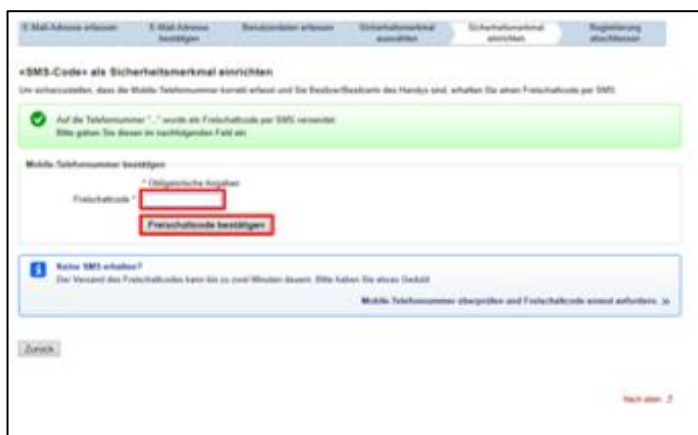 E-Mail-Adresse erfassen
E-Mail-Adresse bestätigen
Benutzerdaten erfassen
Sicherheitsmerkmal auswählen
Sicherheitsmerkmal einrichten
Registrierung abschliessen
«SMS-Code» als Sicherheitsmerkmal einrichten
Um sicherzustellen, dass die Mobile Telefonnummer korrekt erfasst und Sie Besitzer/Besitzerin des Handys sind, erhalten Sie einen Freischaltcode per SMS.
Auf die Telefonnummer "..." wurde ein Freischaltcode per SMS versendet.
Bitte geben Sie diesen im nachfolgenden Feld ein.
Mobile Telefonnummer bestätigen
* Obligatorische Angaben
Freischaltcode *
Freischaltcode bestätigen
Keine SMS erhalten?
Der Versand des Freischaltcodes kann bis zu zwei Minuten dauern. Bitte haben Sie etwas Geduld.
Mobile Telefonnummer überprüfen und Freischaltcode erneut anfordern. »
Zurück
Nach oben